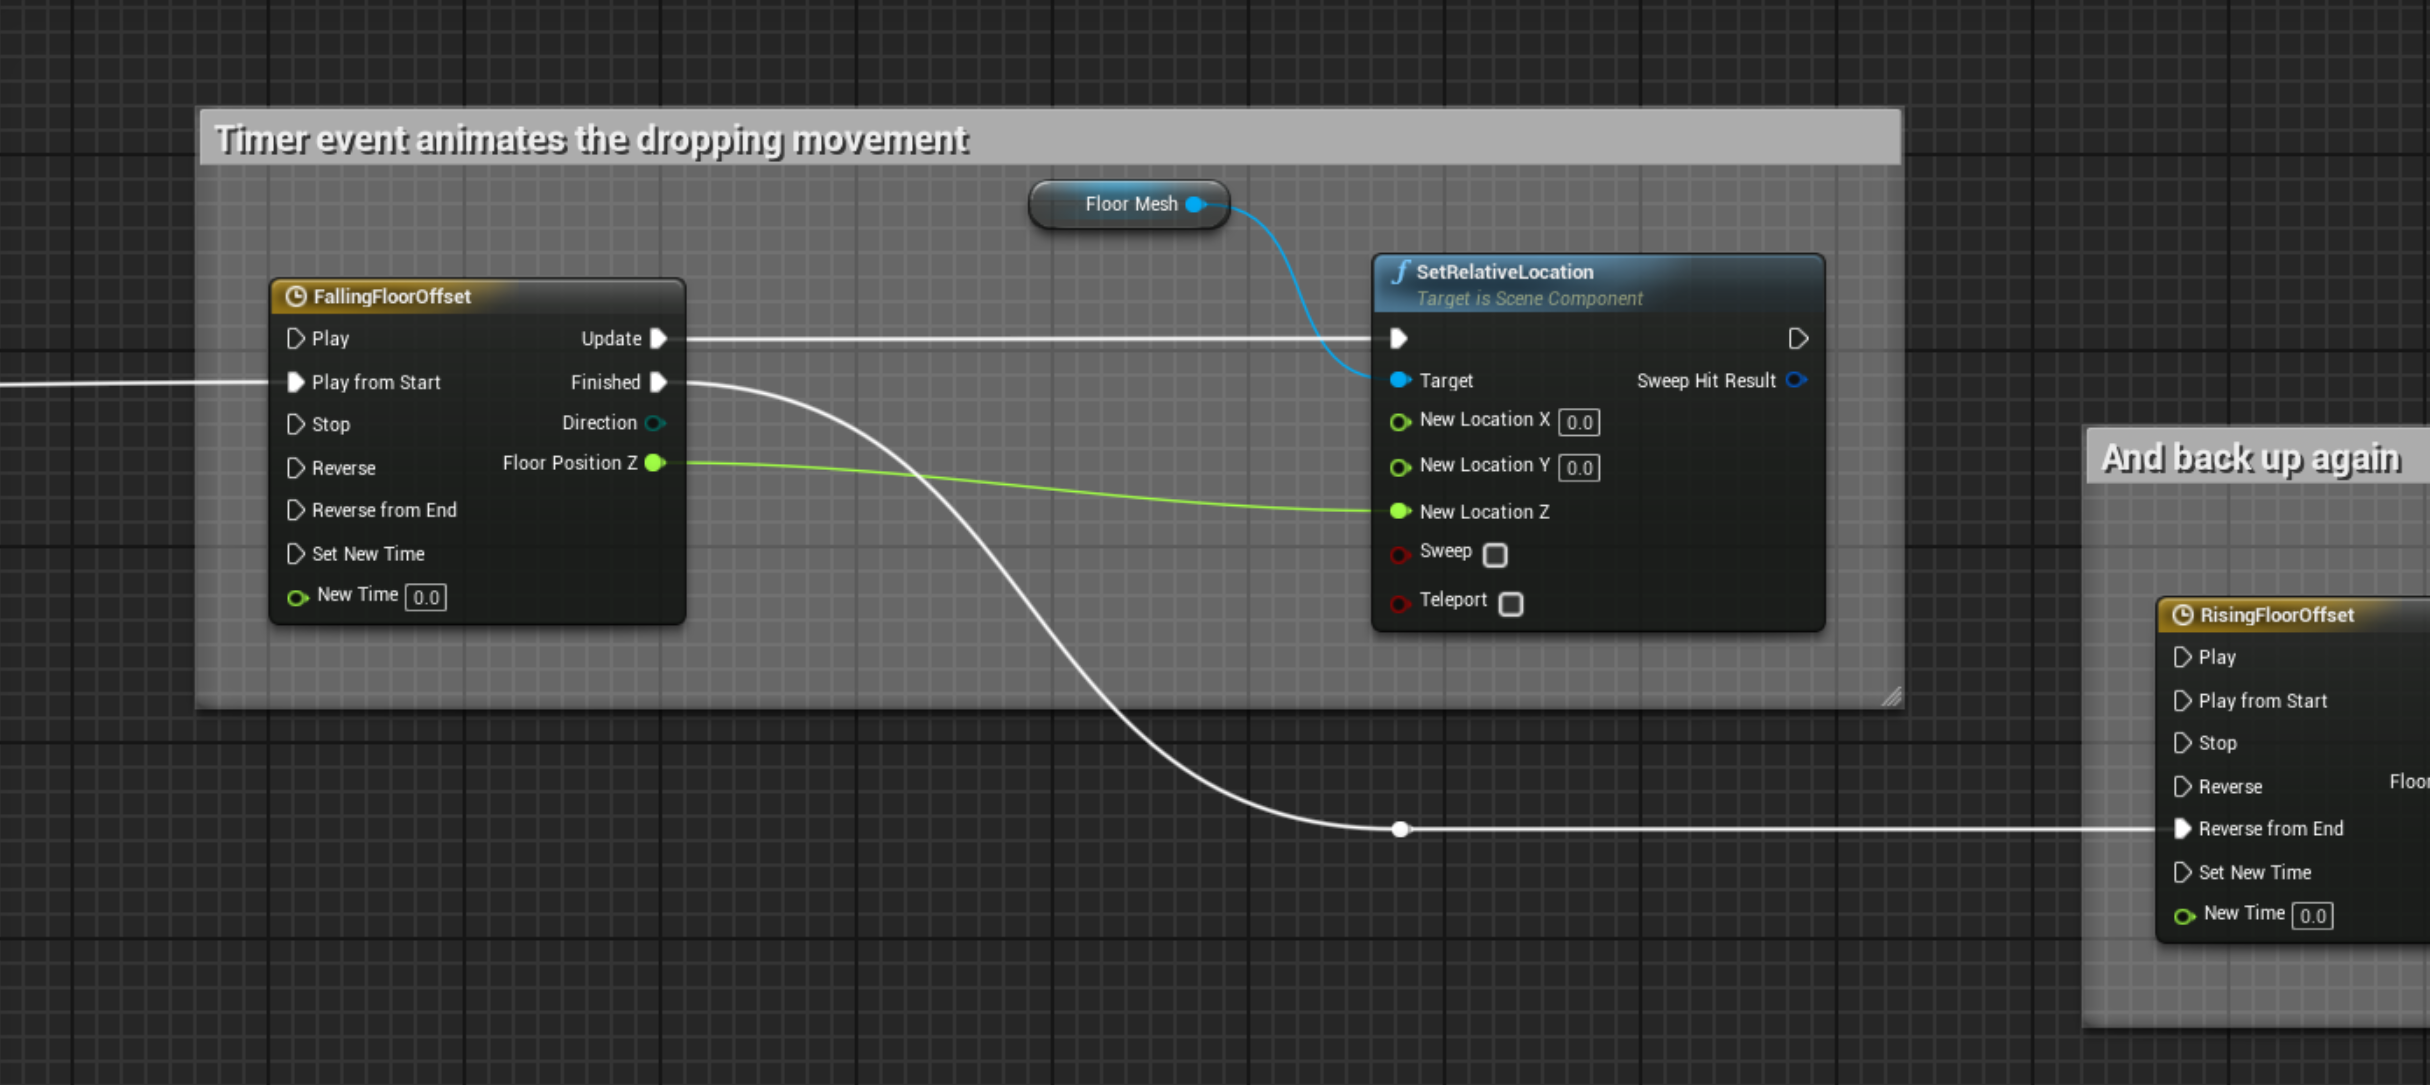 Timer event animates the dropping movement
Floor Mesh
FallingFloorOffset
Play
Update
Play from Start
Finished
Stop
Direction
Reverse
Floor Position Z
Reverse from End
Set New Time
New Time 0.0
SetRelativeLocation
Target is Scene Component
Target
Sweep Hit Result
New Location X 0.0
New Location Y 0.0
New Location Z
Sweep
Teleport
And back up again
RisingFloorOffset
Play
Play from Start
Stop
Reverse
Floor
Reverse from End
Set New Time
New Time 0.0